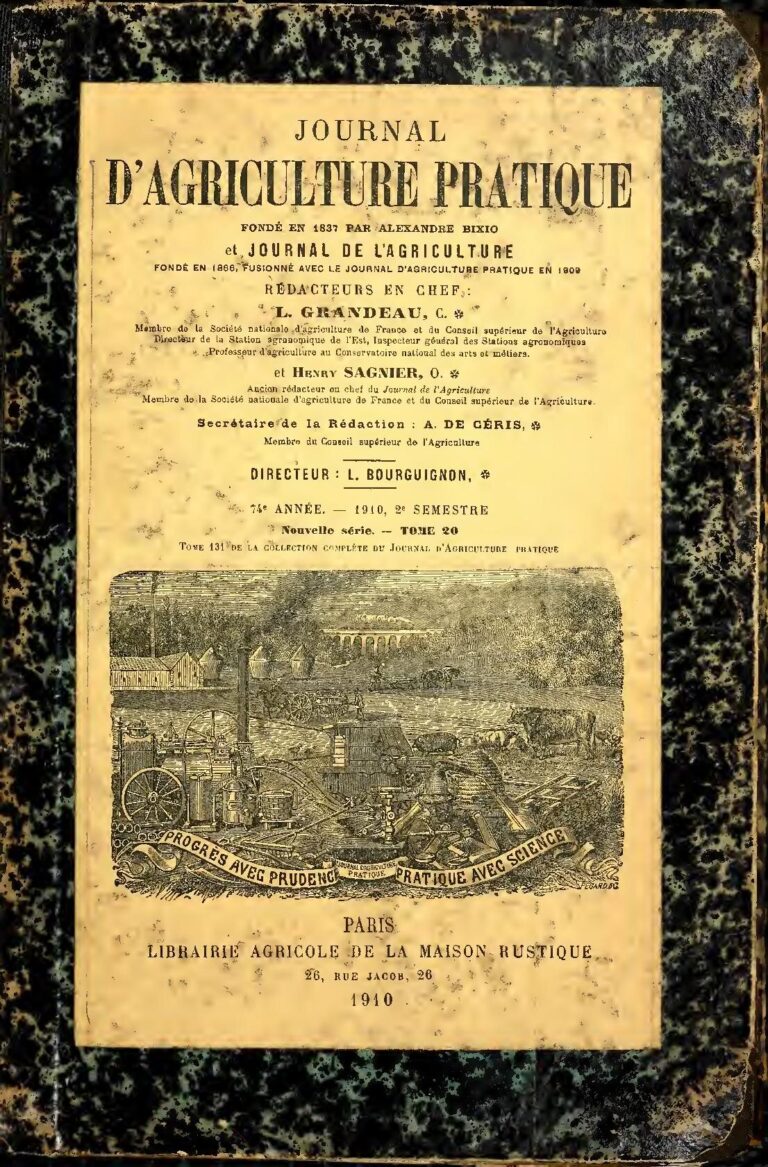 JOURNAL
D'AGRICULTURE PRATIQUE
FONDÉ EN 1837 PAR ALEXANDRE BIXIO
et JOURNAL DE L'AGRICULTURE
FONDÉ EN 1866, FUSIONNÉ AVEC LE JOURNAL D'AGRICULTURE PRATIQUE EN 1909
RÉDACTEURS EN CHEF :
L. GRANDEAU, C. ✽
Membre de la Société nationale d'agriculture de France et du Conseil supérieur de l'Agriculture
Directeur de la Station agronomique de l'Est, Inspecteur général des Stations agronomiques
Professeur d'agriculture au Conservatoire national des arts et métiers.
et HENRY SAGNIER, O. ✽
Ancien rédacteur en chef du Journal de l'Agriculture
Membre de la Société nationale d'agriculture de France et du Conseil supérieur de l'Agriculture.
Secrétaire de la Rédaction : A. DE CÉRIS, ✽
Membre du Conseil supérieur de l'Agriculture
DIRECTEUR : L. BOURGUIGNON, ✽
74e ANNÉE. — 1910, 2e SEMESTRE
Nouvelle série. — TOME 20
TOME 131 DE LA COLLECTION COMPLÈTE DU JOURNAL D'AGRICULTURE PRATIQUE
PROGRÈS AVEC PRUDENCE
JOURNAL D'AGRICULTURE
PRATIQUE
PRATIQUE AVEC SCIENCE
PARIS
LIBRAIRIE AGRICOLE DE LA MAISON RUSTIQUE
26, RUE JACOB, 26
1910